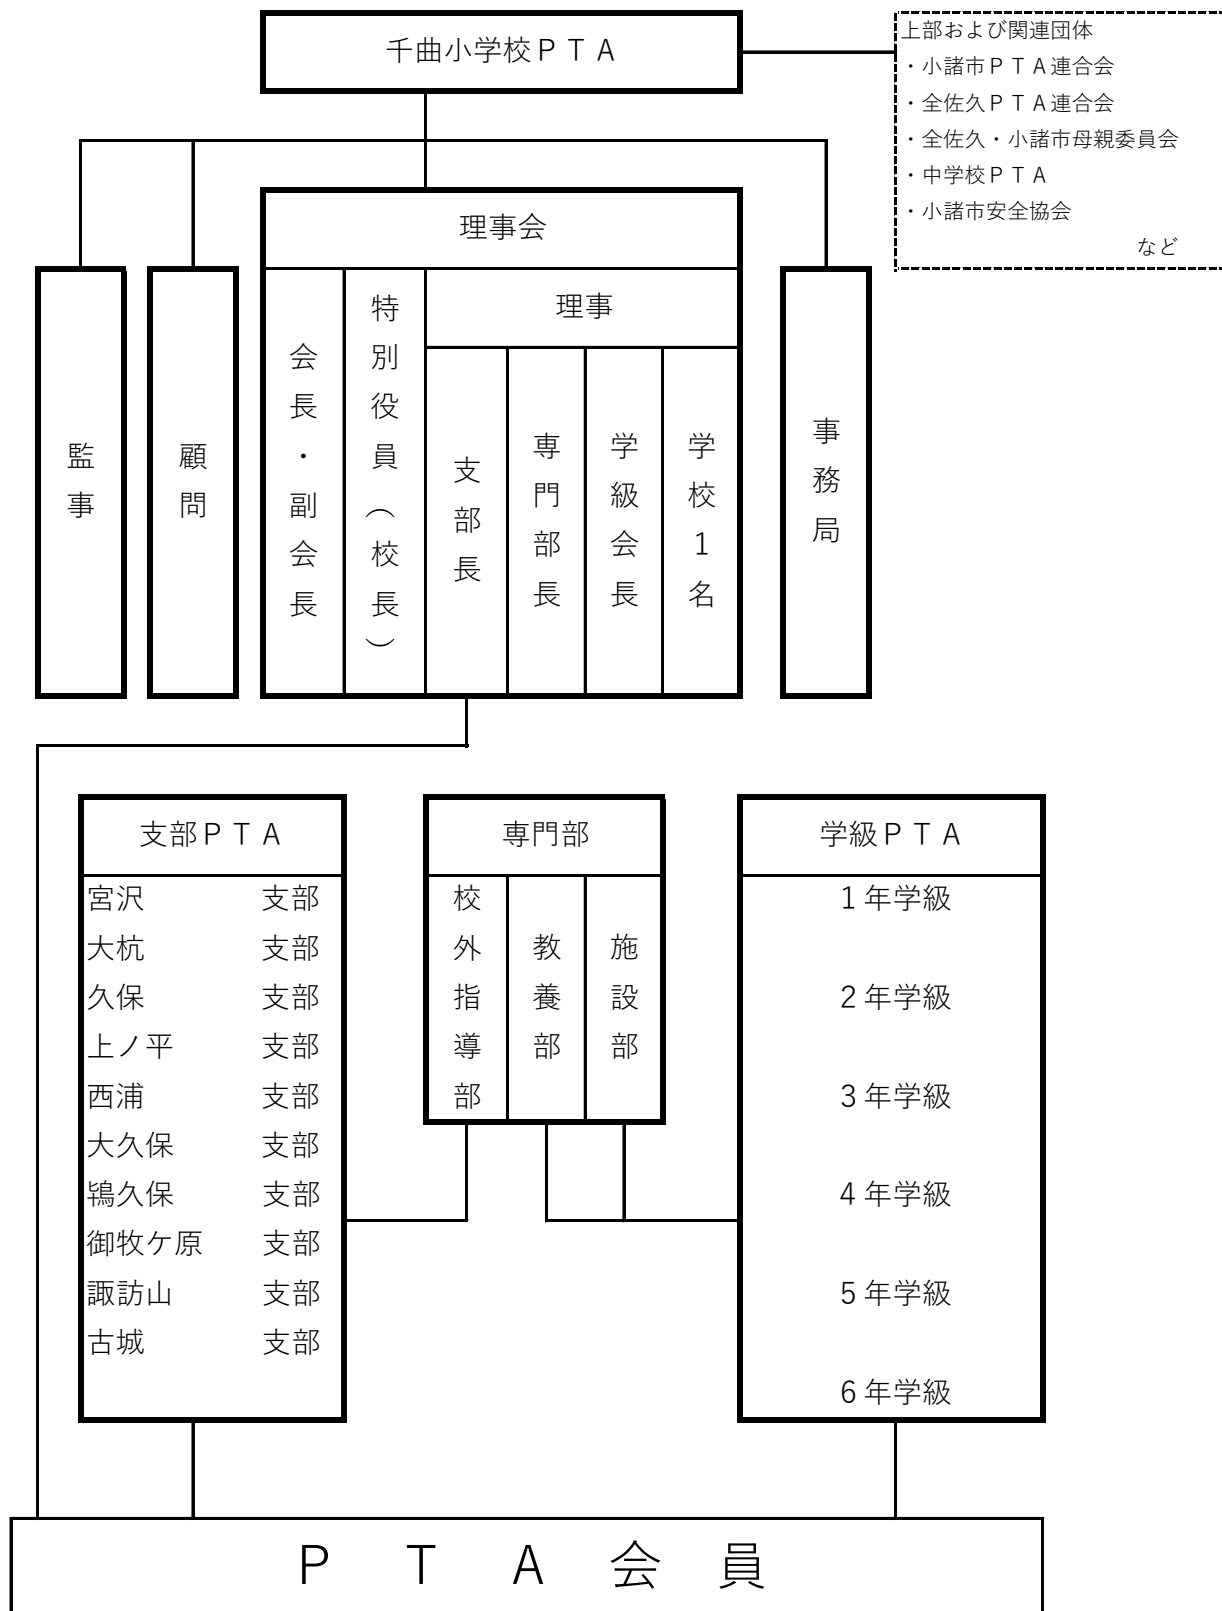 千曲小学校ＰＴＡ
上部および関連団体
・小諸市ＰＴＡ連合会
・全佐久ＰＴＡ連合会
・全佐久・小諸市母親委員会
・中学校ＰＴＡ
・小諸市安全協会
など
理事会
監事
顧問
会長・副会長
特別役員（校長）
理事
支部長
専門部長
学級会長
学校１名
事務局
支部ＰＴＡ
宮沢 支部
大杭 支部
久保 支部
上ノ平 支部
西浦 支部
大久保 支部
鴇久保 支部
御牧ケ原 支部
諏訪山 支部
古城 支部
専門部
校外指導部
教養部
施設部
学級ＰＴＡ
１年学級
２年学級
３年学級
４年学級
５年学級
６年学級
ＰＴＡ会員